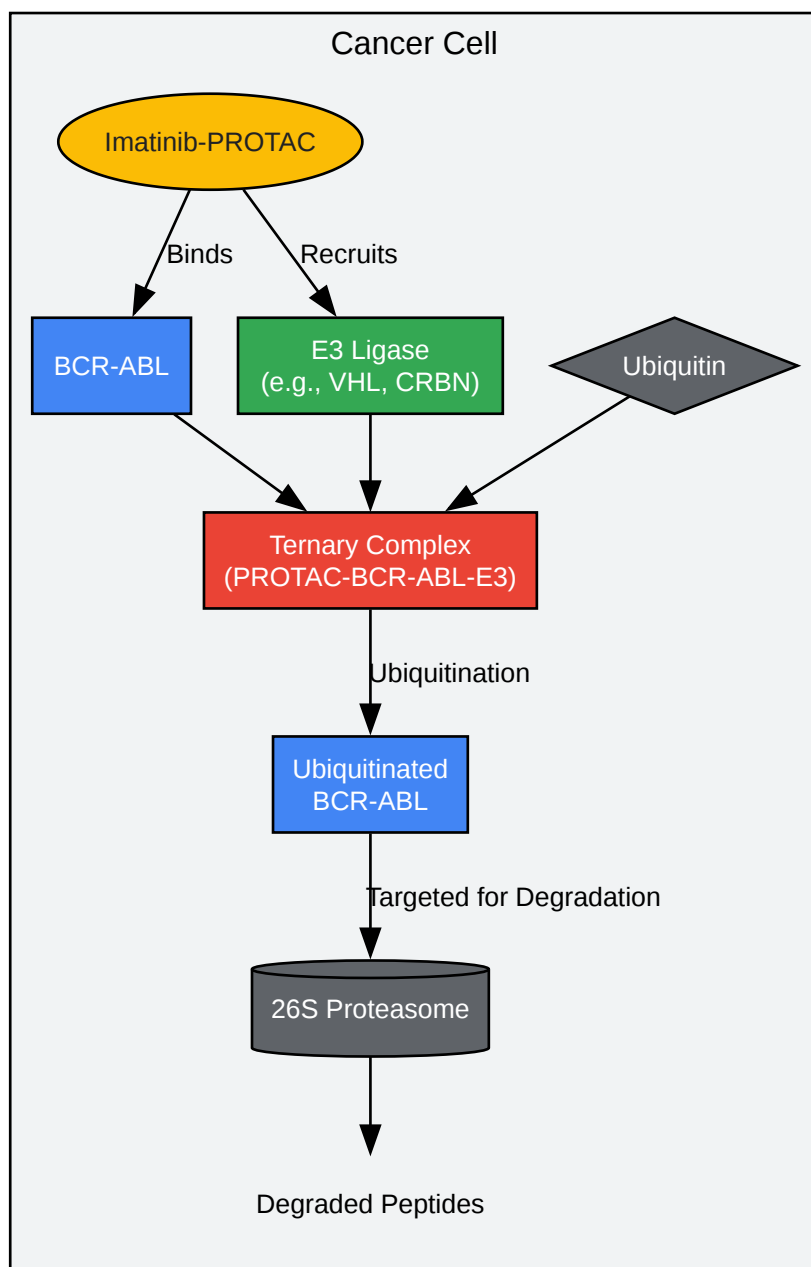 Cancer Cell
Imatinib-PROTAC
Binds
Recruits
BCR-ABL
E3 Ligase
(e.g., VHL, CRBN)
Ubiquitin
Ternary Complex
(PROTAC-BCR-ABL-E3)
Ubiquitination
Ubiquitinated
BCR-ABL
Targeted for Degradation
26S Proteasome
Degraded Peptides